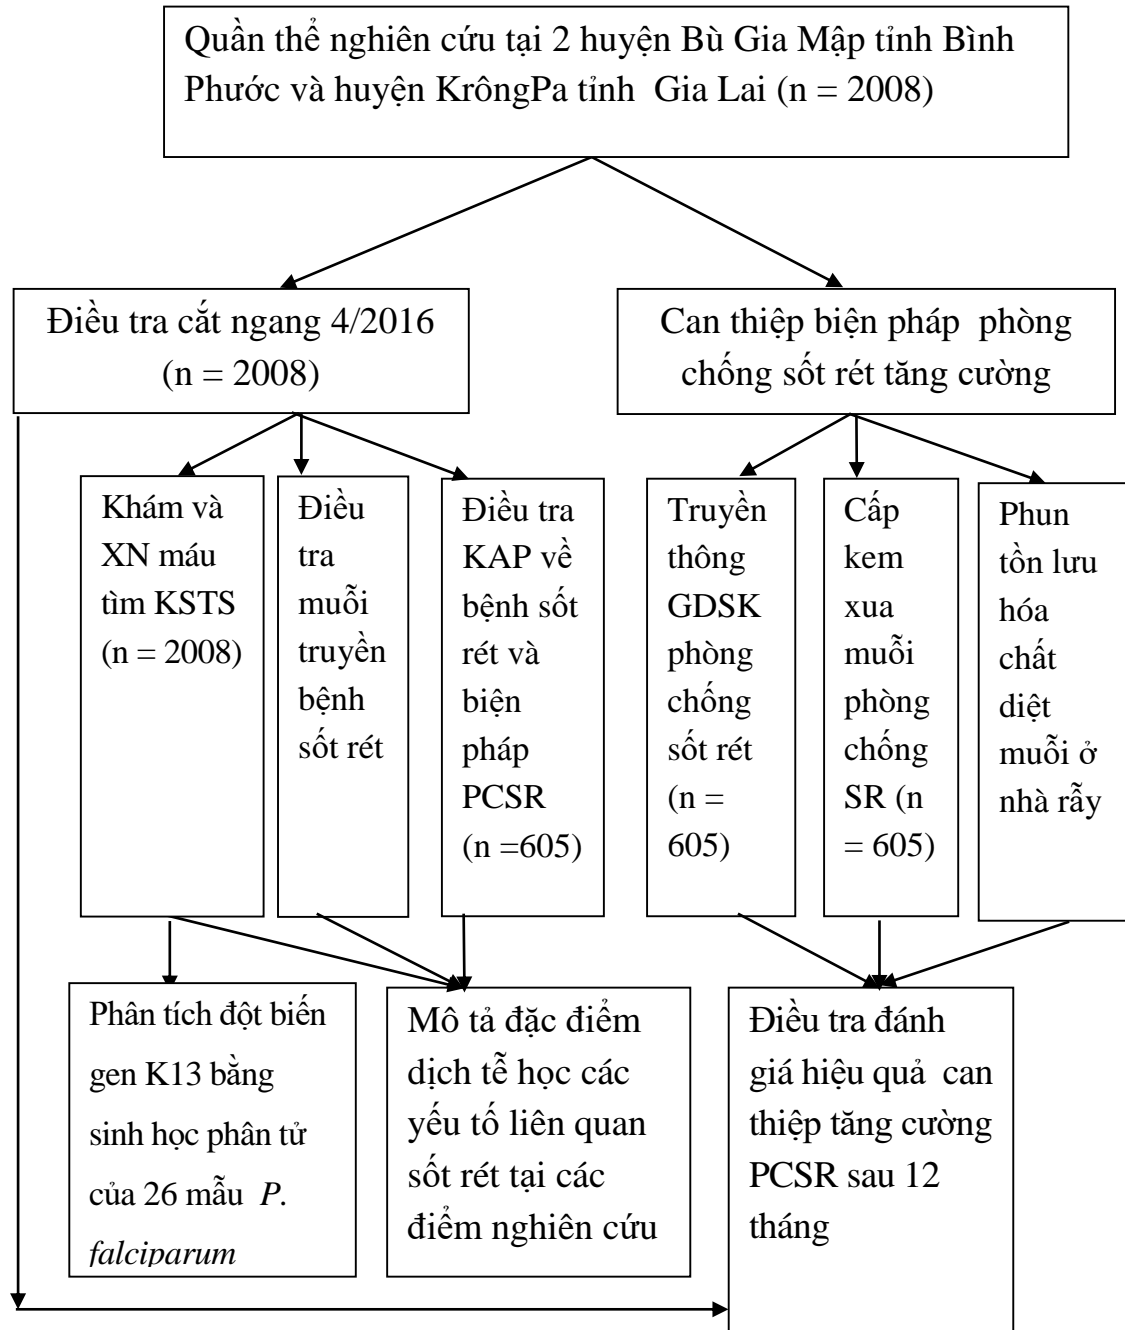 Quần thể nghiên cứu tại 2 huyện Bù Gia Mập tỉnh Bình
Phước và huyện KrôngPa tỉnh Gia Lai (n = 2008)
Điều tra cắt ngang 4/2016
(n = 2008)
Can thiệp biện pháp phòng
chống sốt rét tăng cường
Khám và
XN máu
tìm KSTS
(n = 2008)
Điều
tra
muỗi
truyền
bệnh
sốt rét
Điều tra
KAP về
bệnh sốt
rét và
biện
pháp
PCSR
(n =605)
Truyền
thông
GDSK
phòng
chống
sốt rét
(n =
605)
Cấp
kem
xua
muỗi
phòng
chống
SR (n
= 605)
Phun
tồn lưu
hóa
chất
diệt
muỗi ở
nhà rẫy
Phân tích đột biến
gen K13 bằng
sinh học phân tử
của 26 mẫu P.
falciparum
Mô tả đặc điểm
dịch tễ học các
yếu tố liên quan
sốt rét tại các
điểm nghiên cứu
Điều tra đánh
giá hiệu quả can
thiệp tăng cường
PCSR sau 12
tháng